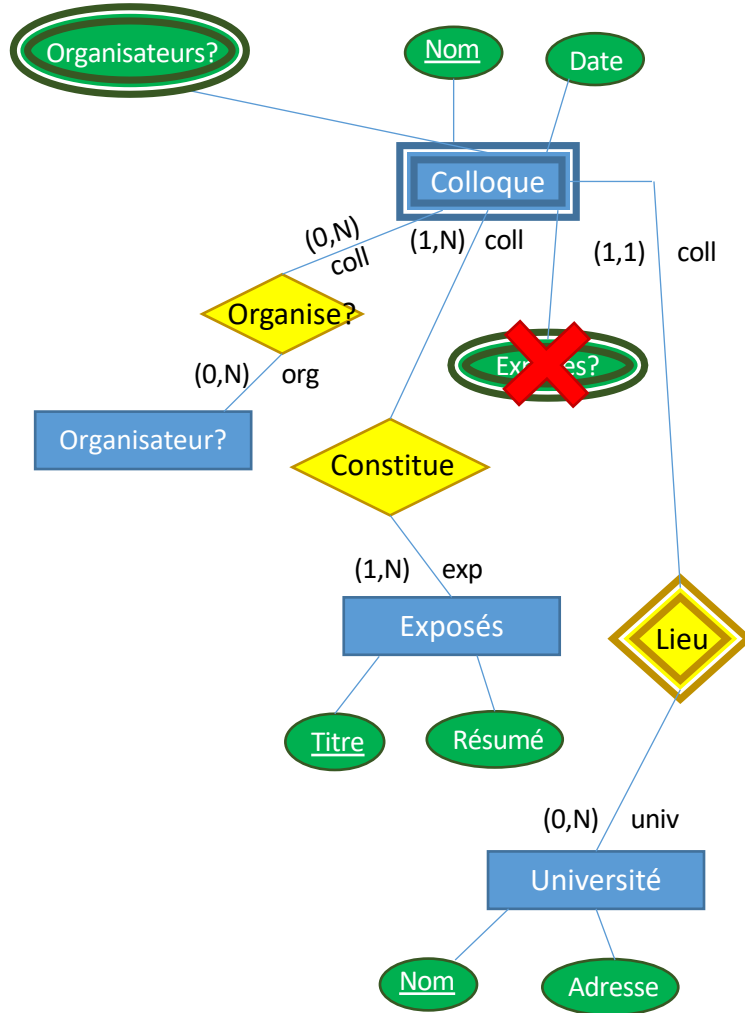 Organisateurs?
Nom
Date
Colloque
(0,N)
coll
(1,N) coll
(1,1) coll
Organise?
(0,N) org
Organisateur?
Constitue
(1,N) exp
Exposés
Lieu
Titre
Résumé
(0,N) univ
Université
Nom
Adresse